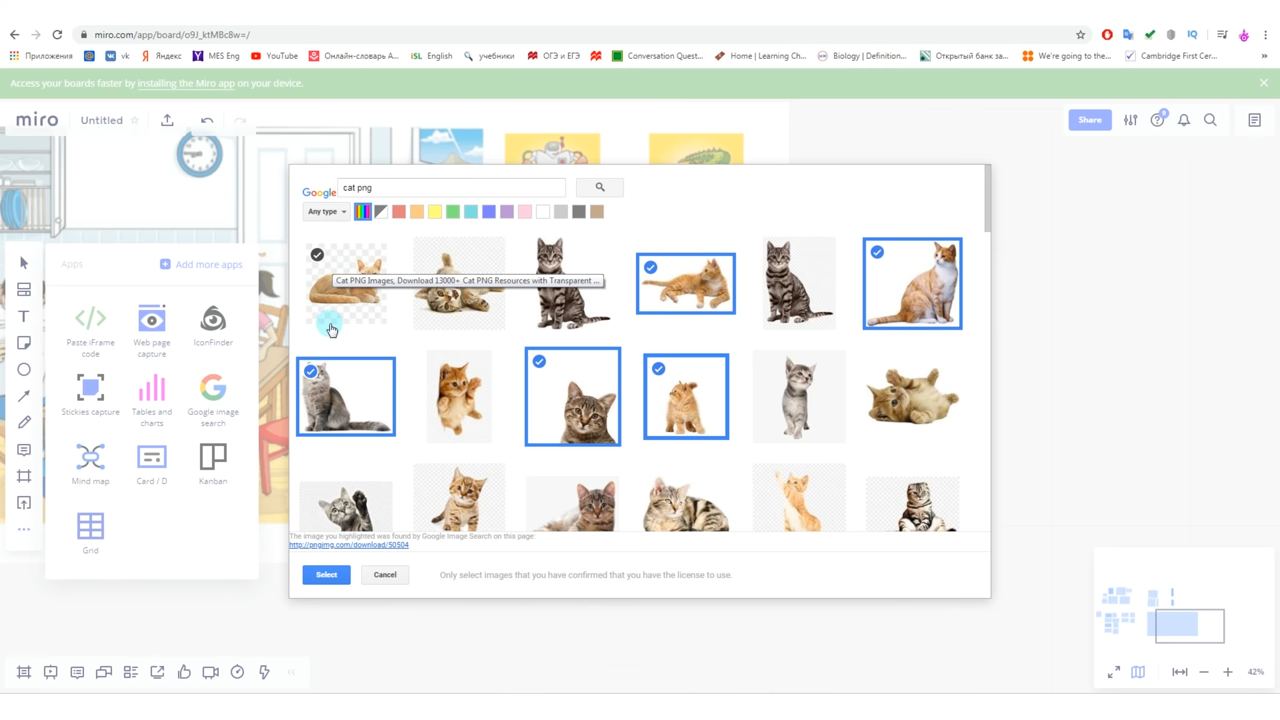 miro.com/app/board/o9J_ktMBc8w=/
Приложения vk Яндекс MES Eng YouTube Онлайн-словарь A... iSL English учебники ОГЭ и ЕГЭ Conversation Quest... Home | Learning Ch... Biology | Definition... Открытый банк за... We're going to the... Cambridge First Cer... »
Access your boards faster by installing the Miro app on your device.
miro Untitled Share
Google cat png
Any type
Apps Add more apps
Cat PNG Images, Download 13000+ Cat PNG Resources with Transparent ...
Paste iFrame code
Web page capture
IconFinder
Stickies capture
Tables and charts
Google image search
Mind map
Card / D
Kanban
Grid
The image you highlighted was found by Google Image Search on this page:
http://pngimg.com/download/50504
Select Cancel Only select images that you have confirmed that you have the license to use.
42%